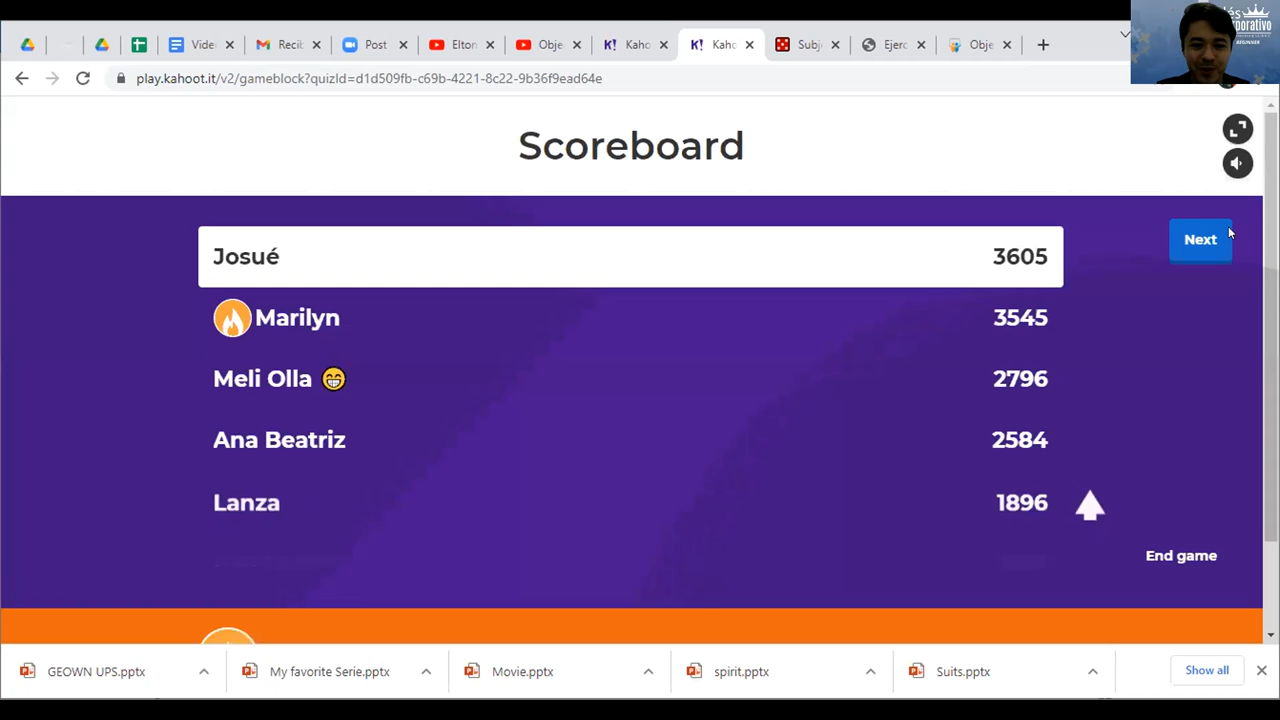 Vide
Recib
Post
Elton
K! Kaho
K! Kaho
Subj
Ejerc
Obje
play.kahoot.it/v2/gameblock?quizId=d1d509fb-c69b-4221-8c22-9b36f9ead64e
BEGINNER
Scoreboard
Next
Josué 3605
Marilyn 3545
Meli Olla 😁 2796
Ana Beatriz 2584
Lanza 1896
End game
GEOWN UPS.pptx
My favorite Serie.pptx
Movie.pptx
spirit.pptx
Suits.pptx
Show all